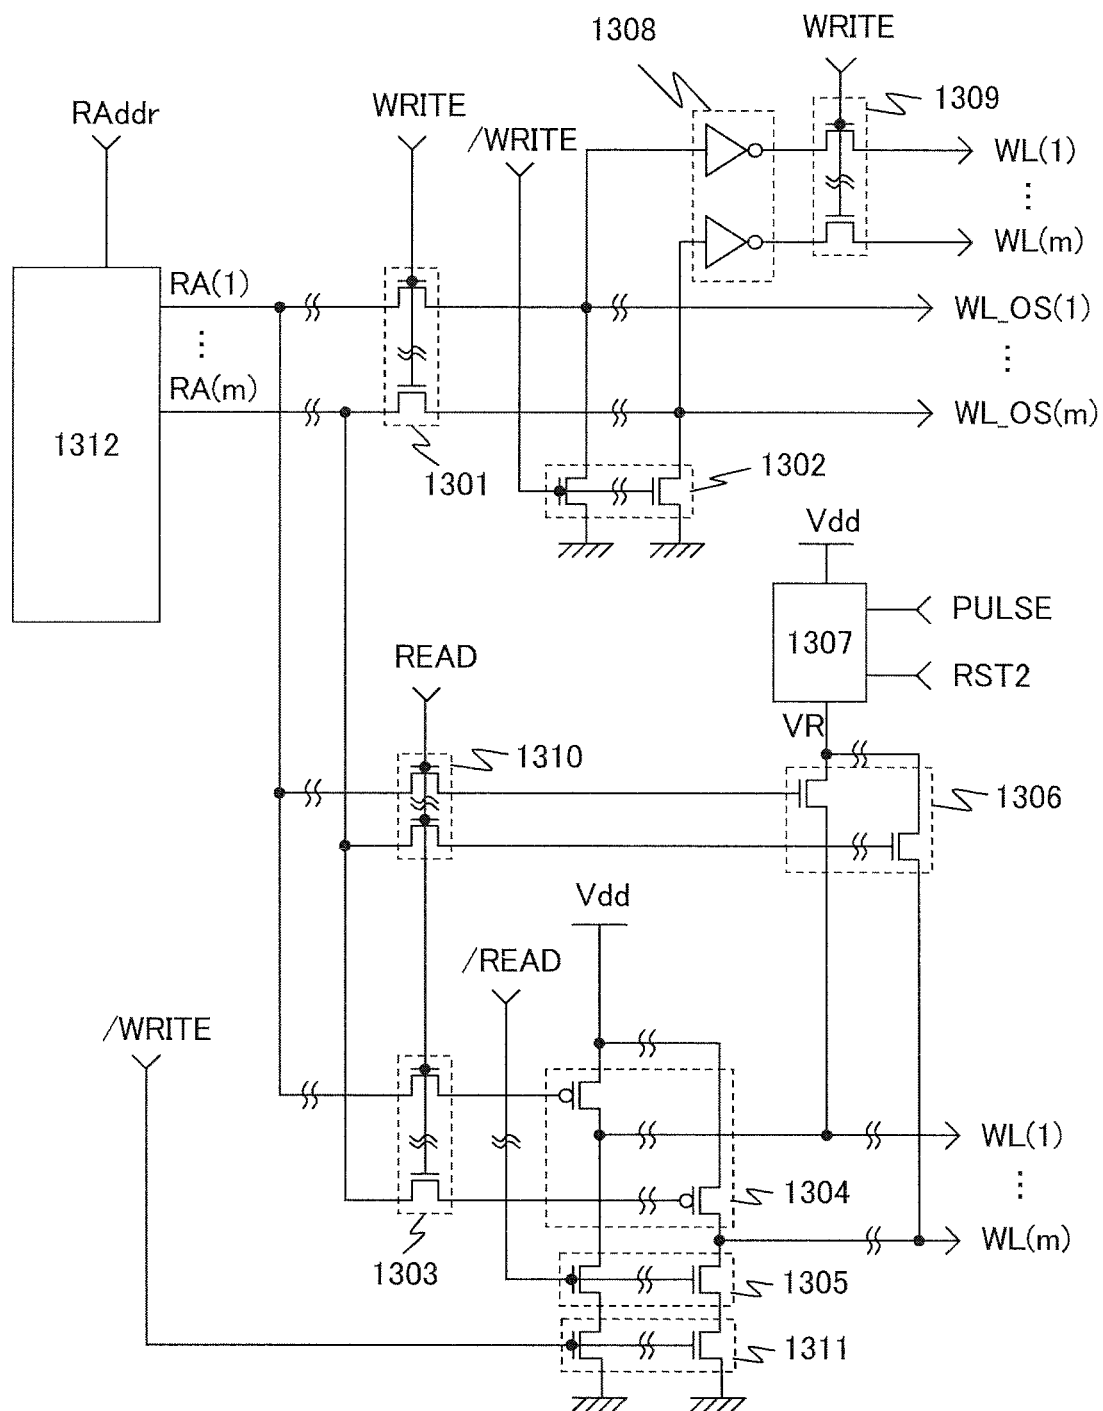 1308
WRITE
RAddr
WRITE
/WRITE
1309
WL(1)
⋮
WL(m)
RA(1)
⋮
RA(m)
WL_OS(1)
⋮
WL_OS(m)
1312
1301
1302
Vdd
PULSE
1307
RST2
READ
VR
1310
1306
Vdd
/READ
/WRITE
WL(1)
⋮
1304
WL(m)
1303
1305
1311